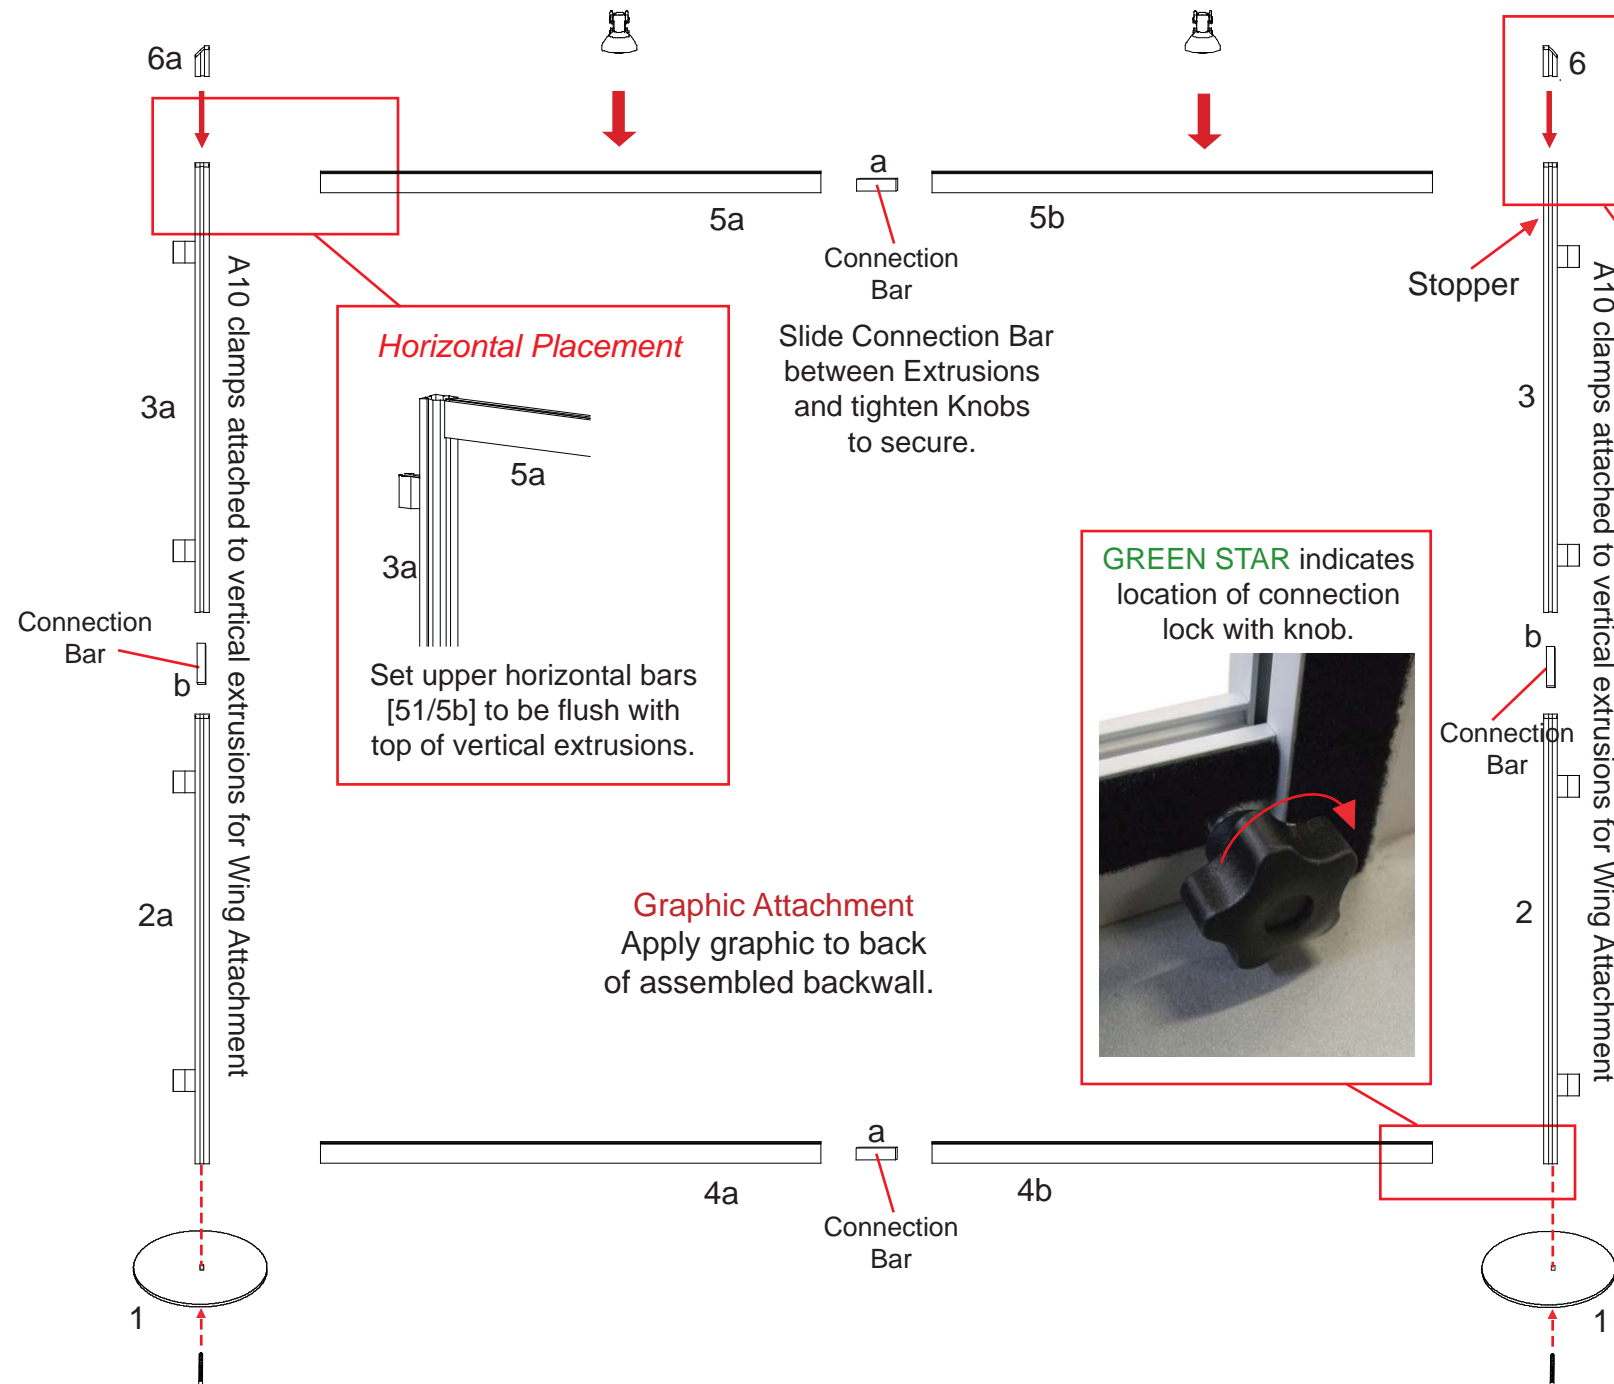 6a
6
a
5a
5b
Connection
Bar
Stopper
Slide Connection Bar
between Extrusions
and tighten Knobs
to secure.
A10 clamps attached to vertical extrusions for Wing Attachment
Horizontal Placement
5a
3a
Set upper horizontal bars
[51/5b] to be flush with
top of vertical extrusions.
3a
3
A10 clamps attached to vertical extrusions for Wing Attachment
GREEN STAR indicates
location of connection
lock with knob.
Connection
Bar
b
b
Connection
Bar
2a
2
Graphic Attachment
Apply graphic to back
of assembled backwall.
a
4a
4b
Connection
Bar
1
1